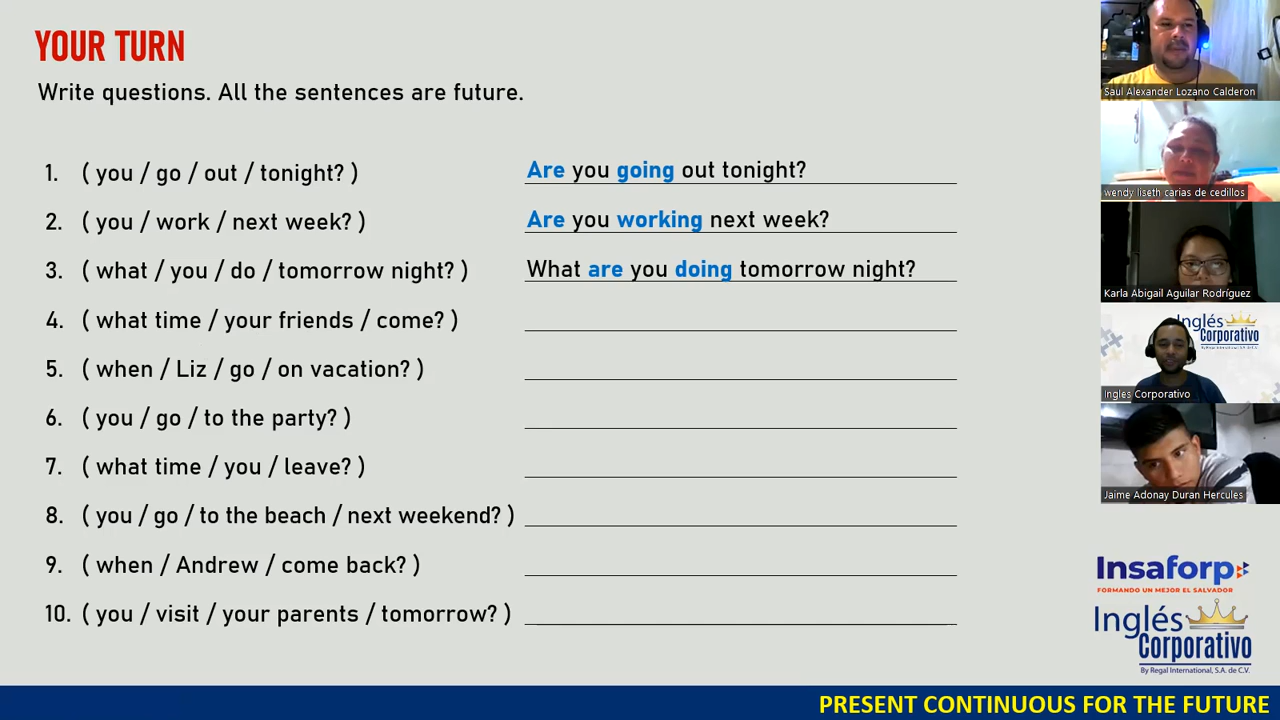 YOUR TURN
Write questions. All the sentences are future.
1. ( you / go / out / tonight? ) Are you going out tonight?
2. ( you / work / next week? ) Are you working next week?
3. ( what / you / do / tomorrow night? ) What are you doing tomorrow night?
4. ( what time / your friends / come? )
5. ( when / Liz / go / on vacation? )
6. ( you / go / to the party? )
7. ( what time / you / leave? )
8. ( you / go / to the beach / next weekend? )
9. ( when / Andrew / come back? )
10. ( you / visit / your parents / tomorrow? )
Saul Alexander Lozano Calderon
wendy liseth carias de cedillos
Karla Abigail Aguilar Rodríguez
Inglés
Corporativo
By Regal International, S.A. de C.V.
Ingles Corporativo
Jaime Adonay Duran Hercules
Insaforp
FORMANDO UN MEJOR EL SALVADOR
Inglés
Corporativo
By Regal International, S.A. de C.V.
PRESENT CONTINUOUS FOR THE FUTURE